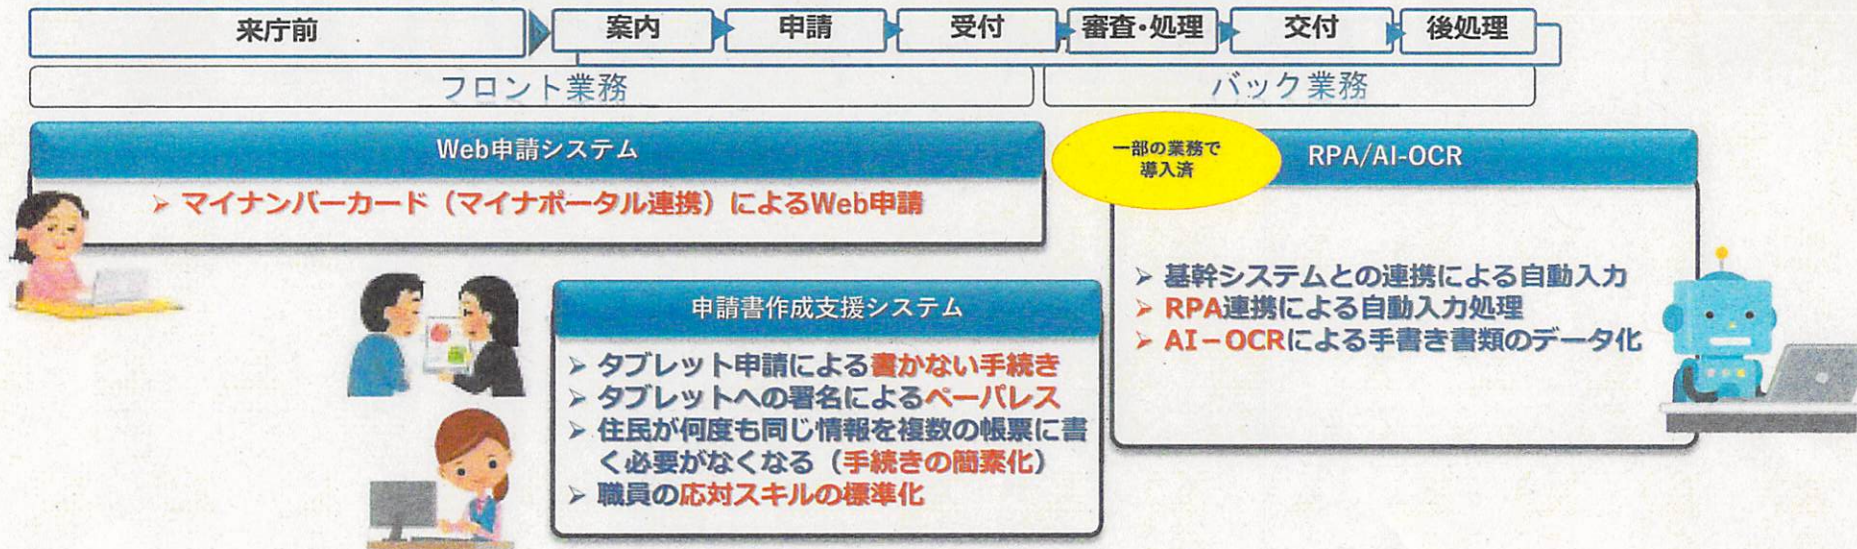 来庁前
案内
申請
受付
審査・処理
交付
後処理
フロント業務
バック業務
Web申請システム
➢ マイナンバーカード（マイナポータル連携）によるWeb申請
一部の業務で
導入済
RPA/AI-OCR
➢ 基幹システムとの連携による自動入力
➢ RPA連携による自動入力処理
➢ AI－OCRによる手書き書類のデータ化
申請書作成支援システム
➢ タブレット申請による書かない手続き
➢ タブレットへの署名によるペーパレス
➢ 住民が何度も同じ情報を複数の帳票に書
く必要がなくなる（手続きの簡素化）
➢ 職員の応対スキルの標準化